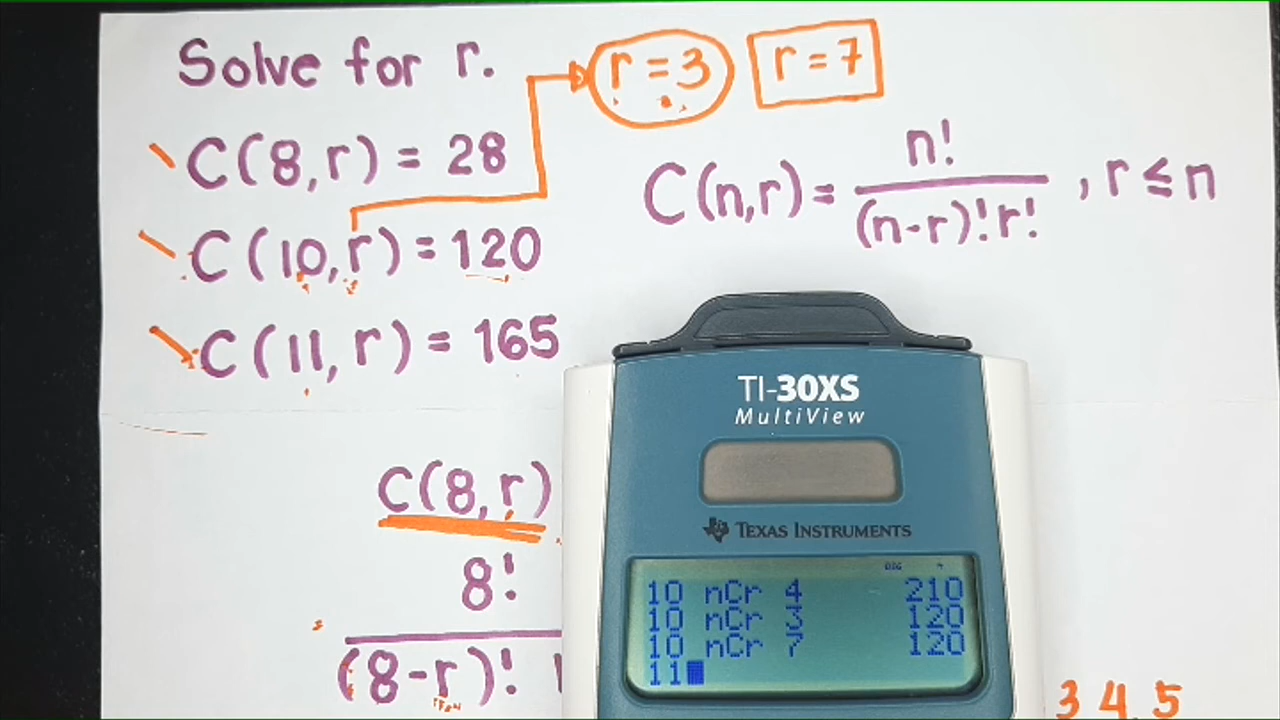 Solve for r.
r = 3
r = 7
C(8,r) = 28
C(n,r) = n! / (n-r)!r! , r ≤ n
C(10,r) = 120
C(11,r) = 165
TI-30XS
MultiView
TEXAS INSTRUMENTS
C(8,r)
8!
(8-r)!
DEG
10 nCr 4 210
10 nCr 3 120
10 nCr 7 120
11
3 4 5